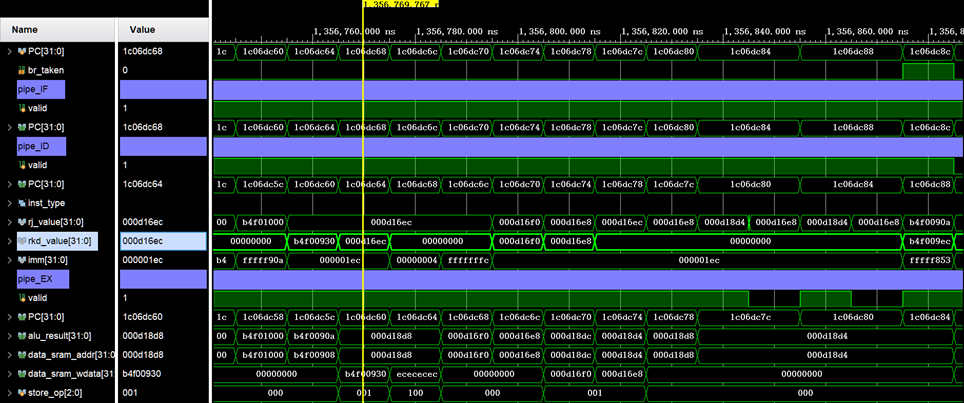 1,356,769.767 r
Name Value
1,356,760.000 ns 1,356,780.000 ns 1,356,800.000 ns 1,356,820.000 ns 1,356,840.000 ns 1,356,860.000 ns
PC[31:0] 1c06dc68 1c 1c06dc60 1c06dc64 1c06dc68 1c06dc6c 1c06dc70 1c06dc74 1c06dc78 1c06dc7c 1c06dc80 1c06dc84 1c06dc88 1c06dc8c
br_taken 0
pipe_IF
valid 1
PC[31:0] 1c06dc68 1c 1c06dc60 1c06dc64 1c06dc68 1c06dc6c 1c06dc70 1c06dc74 1c06dc78 1c06dc7c 1c06dc80 1c06dc84 1c06dc88 1c06dc8c
pipe_ID
valid 1
PC[31:0] 1c06dc64 1c 1c06dc5c 1c06dc60 1c06dc64 1c06dc68 1c06dc6c 1c06dc70 1c06dc74 1c06dc78 1c06dc7c 1c06dc80 1c06dc84 1c06dc88
inst_type
rj_value[31:0] 000d16ec 00 b4f01000 000d16ec 000d16f0 000d16e8 000d16ec 000d16e8 000d18d4 000d16e8 000d18d4 000d16e8 b4f0090a
rkd_value[31:0] 000d16ec 00000000 b4f00930 000d16ec 00000000 000d16f0 000d16e8 00000000 b4f009ec
imm[31:0] 000001ec b4 fffff90a 000001ec 00000004 fffffffc 000001ec fffff853
pipe_EX
valid 1
PC[31:0] 1c06dc60 1c 1c06dc58 1c06dc5c 1c06dc60 1c06dc64 1c06dc68 1c06dc6c 1c06dc70 1c06dc74 1c06dc78 1c06dc7c 1c06dc80 1c06dc84
alu_result[31:0] 000d18d8 00 b4f01000 b4f0090a 000d18d8 000d16f0 000d16e8 000d18dc 000d18d4 000d18d8 000d18d4
data_sram_addr[31:0 000d18d8 00 b4f01000 b4f00908 000d18d8 000d16f0 000d16e8 000d18dc 000d18d4 000d18d8 000d18d4
data_sram_wdata[31: b4f00930 00000000 b4f00930 ecececec 00000000 000d16f0 000d16e8 00000000
store_op[2:0] 001 000 001 100 000 001 000